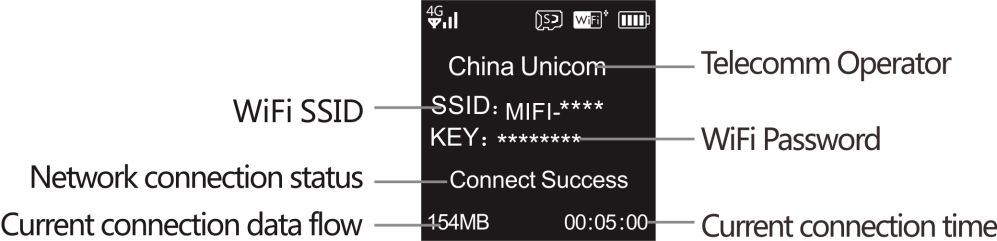 4G
SD WiFi
China Unicom
Telecomm Operator
WiFi SSID
SSID: MIFI-****
KEY: ********
WiFi Password
Network connection status
Connect Success
Current connection data flow
154MB
00:05:00
Current connection time